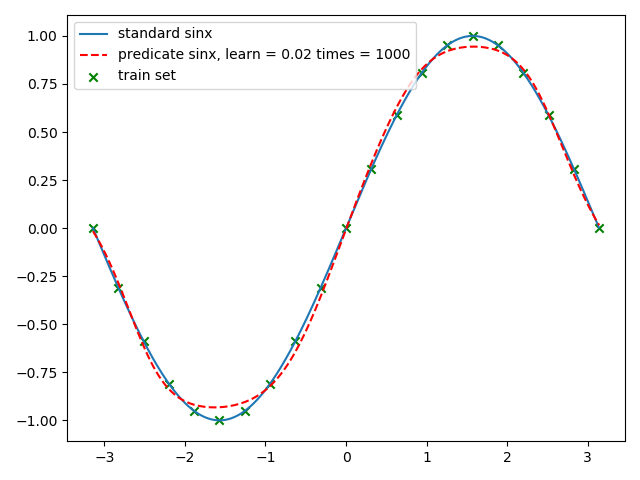 standard sinx
predicate sinx, learn = 0.02 times = 1000
train set
1.00
0.75
0.50
0.25
0.00
−0.25
−0.50
−0.75
−1.00
−3 −2 −1 0 1 2 3